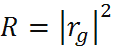 R = |r_g|^2